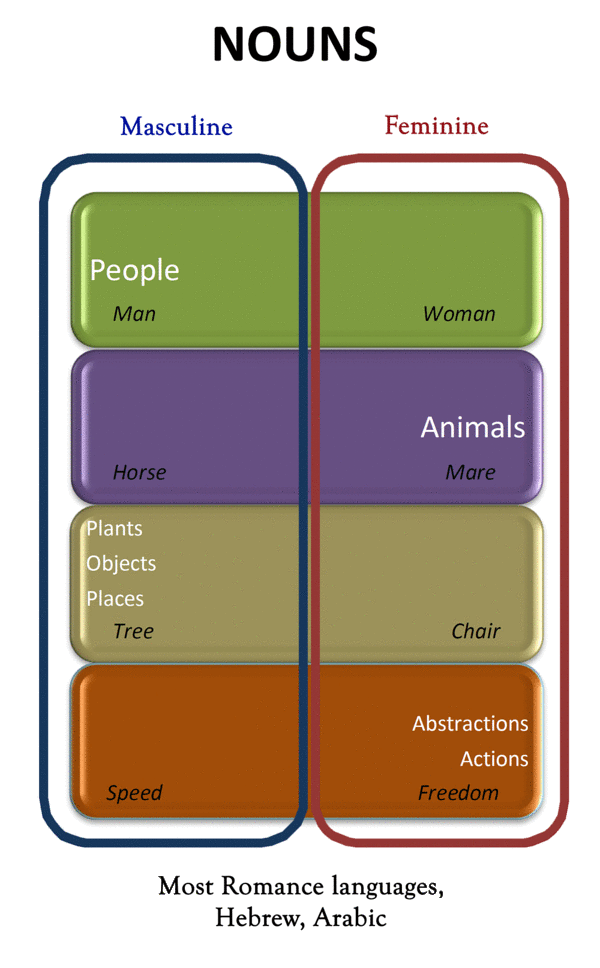 NOUNS
Masculine Feminine
People
Man Woman
Animals
Horse Mare
Plants
Objects
Places
Tree Chair
Abstractions
Actions
Speed Freedom
Most Romance languages,
Hebrew, Arabic